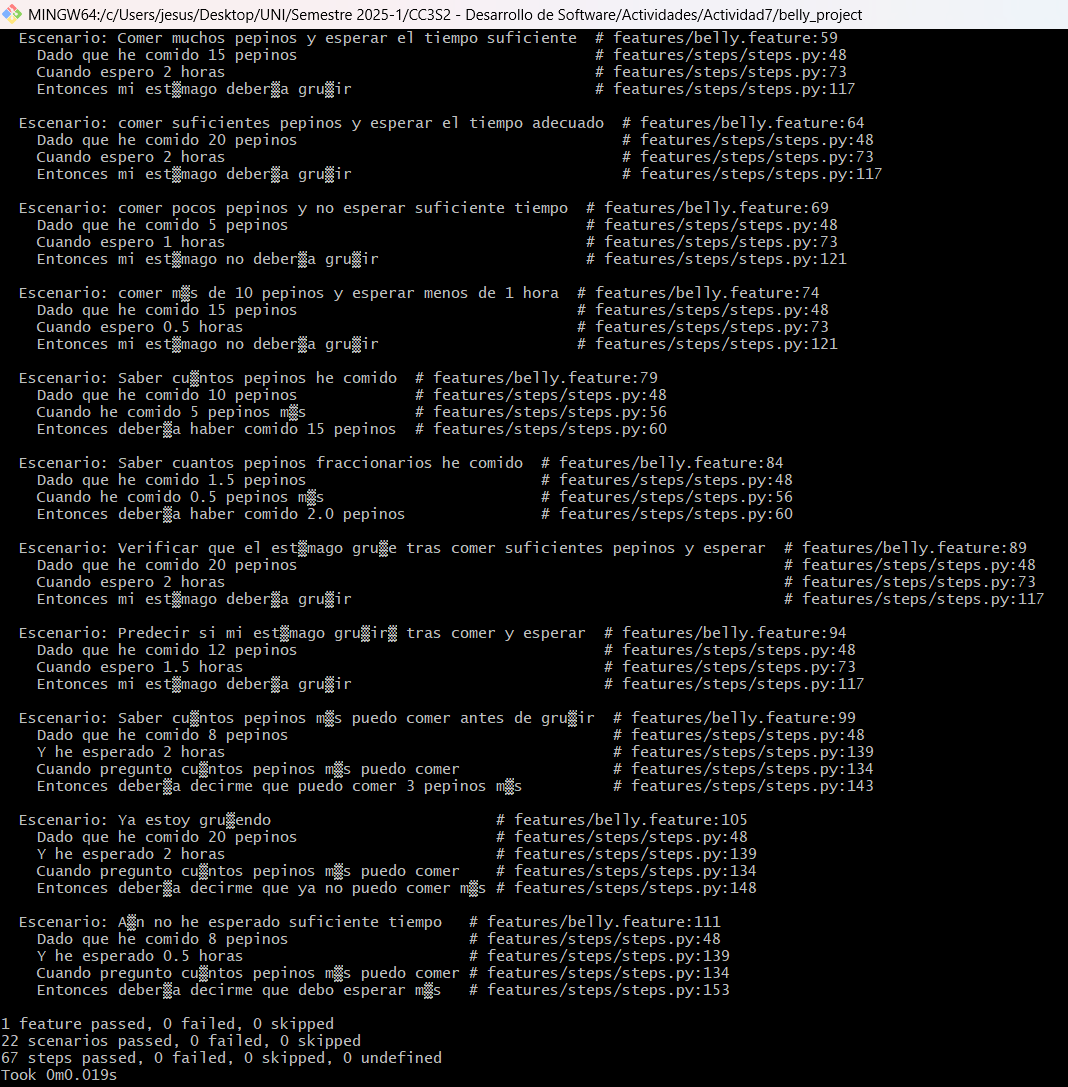 MINGW64:/c/Users/jesus/Desktop/UNI/Semestre 2025-1/CC3S2 - Desarrollo de Software/Actividades/Actividad7/belly_project
Escenario: Comer muchos pepinos y esperar el tiempo suficiente # features/belly.feature:59
Dado que he comido 15 pepinos # features/steps/steps.py:48
Cuando espero 2 horas # features/steps/steps.py:73
Entonces mi est▒mago deber▒a gru▒ir # features/steps/steps.py:117
Escenario: comer suficientes pepinos y esperar el tiempo adecuado # features/belly.feature:64
Dado que he comido 20 pepinos # features/steps/steps.py:48
Cuando espero 2 horas # features/steps/steps.py:73
Entonces mi est▒mago deber▒a gru▒ir # features/steps/steps.py:117
Escenario: comer pocos pepinos y no esperar suficiente tiempo # features/belly.feature:69
Dado que he comido 5 pepinos # features/steps/steps.py:48
Cuando espero 1 horas # features/steps/steps.py:73
Entonces mi est▒mago no deber▒a gru▒ir # features/steps/steps.py:121
Escenario: comer m▒s de 10 pepinos y esperar menos de 1 hora # features/belly.feature:74
Dado que he comido 15 pepinos # features/steps/steps.py:48
Cuando espero 0.5 horas # features/steps/steps.py:73
Entonces mi est▒mago no deber▒a gru▒ir # features/steps/steps.py:121
Escenario: Saber cu▒ntos pepinos he comido # features/belly.feature:79
Dado que he comido 10 pepinos # features/steps/steps.py:48
Cuando he comido 5 pepinos m▒s # features/steps/steps.py:56
Entonces deber▒a haber comido 15 pepinos # features/steps/steps.py:60
Escenario: Saber cuantos pepinos fraccionarios he comido # features/belly.feature:84
Dado que he comido 1.5 pepinos # features/steps/steps.py:48
Cuando he comido 0.5 pepinos m▒s # features/steps/steps.py:56
Entonces deber▒a haber comido 2.0 pepinos # features/steps/steps.py:60
Escenario: Verificar que el est▒mago gru▒e tras comer suficientes pepinos y esperar # features/belly.feature:89
Dado que he comido 20 pepinos # features/steps/steps.py:48
Cuando espero 2 horas # features/steps/steps.py:73
Entonces mi est▒mago deber▒a gru▒ir # features/steps/steps.py:117
Escenario: Predecir si mi est▒mago gru▒ir▒ tras comer y esperar # features/belly.feature:94
Dado que he comido 12 pepinos # features/steps/steps.py:48
Cuando espero 1.5 horas # features/steps/steps.py:73
Entonces mi est▒mago deber▒a gru▒ir # features/steps/steps.py:117
Escenario: Saber cu▒ntos pepinos m▒s puedo comer antes de gru▒ir # features/belly.feature:99
Dado que he comido 8 pepinos # features/steps/steps.py:48
Y he esperado 2 horas # features/steps/steps.py:139
Cuando pregunto cu▒ntos pepinos m▒s puedo comer # features/steps/steps.py:134
Entonces deber▒a decirme que puedo comer 3 pepinos m▒s # features/steps/steps.py:143
Escenario: Ya estoy gru▒endo # features/belly.feature:105
Dado que he comido 20 pepinos # features/steps/steps.py:48
Y he esperado 2 horas # features/steps/steps.py:139
Cuando pregunto cu▒ntos pepinos m▒s puedo comer # features/steps/steps.py:134
Entonces deber▒a decirme que ya no puedo comer m▒s # features/steps/steps.py:148
Escenario: A▒n no he esperado suficiente tiempo # features/belly.feature:111
Dado que he comido 8 pepinos # features/steps/steps.py:48
Y he esperado 0.5 horas # features/steps/steps.py:139
Cuando pregunto cu▒ntos pepinos m▒s puedo comer # features/steps/steps.py:134
Entonces deber▒a decirme que debo esperar m▒s # features/steps/steps.py:153
1 feature passed, 0 failed, 0 skipped
22 scenarios passed, 0 failed, 0 skipped
67 steps passed, 0 failed, 0 skipped, 0 undefined
Took 0m0.019s